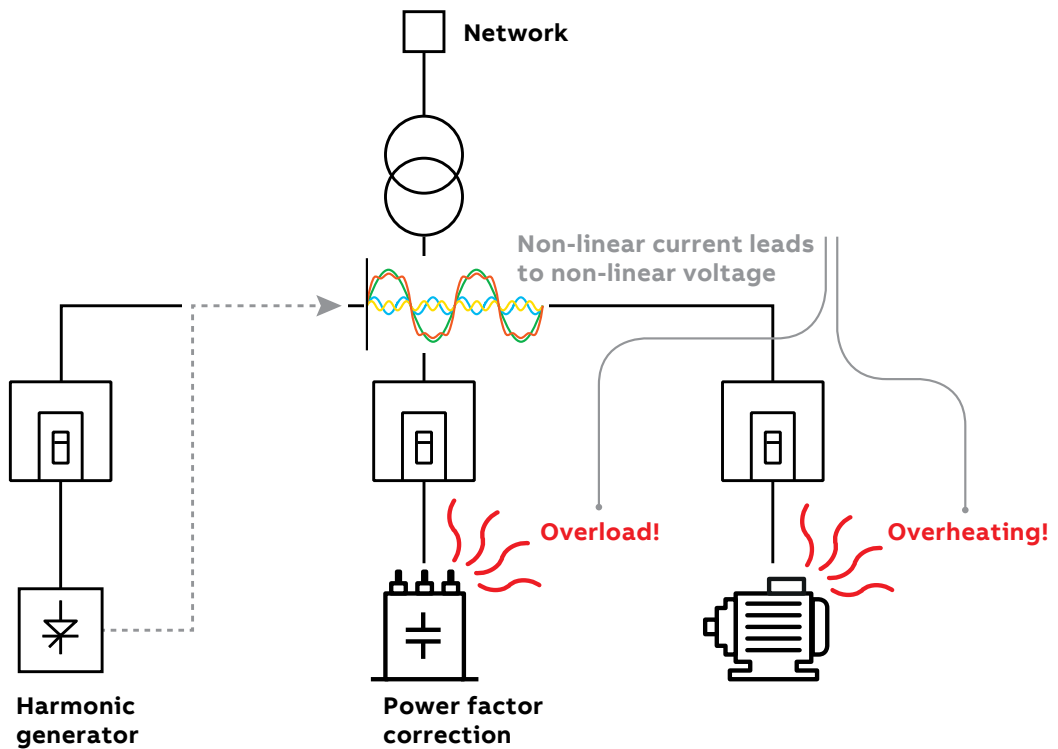 Network
Non-linear current leads
to non-linear voltage
Overload!
Overheating!
Harmonic
generator
Power factor
correction